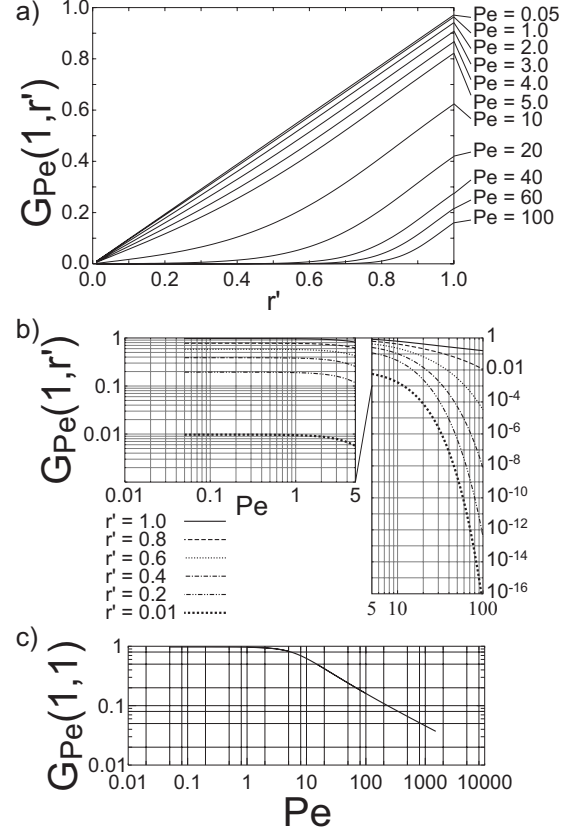 a)
G_Pe(1,r')
1.0
0.8
0.6
0.4
0.2
0.0
0.0 0.2 0.4 0.6 0.8 1.0
r'
Pe = 0.05
Pe = 1.0
Pe = 2.0
Pe = 3.0
Pe = 4.0
Pe = 5.0
Pe = 10
Pe = 20
Pe = 40
Pe = 60
Pe = 100
b)
G_Pe(1,r')
1
0.1
0.01
0.01 0.1 1 5
Pe
1
0.01
10^-4
10^-6
10^-8
10^-10
10^-12
10^-14
10^-16
5 10 100
r' = 1.0
r' = 0.8
r' = 0.6
r' = 0.4
r' = 0.2
r' = 0.01
c)
G_Pe(1,1)
1
0.1
0.01
0.01 0.1 1 10 100 1000 10000
Pe